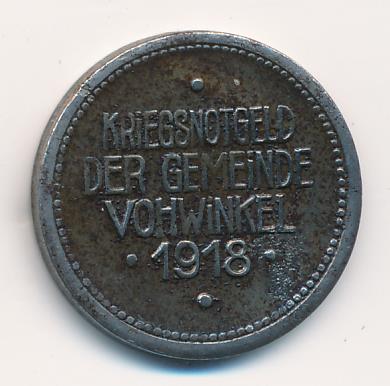 KRIEGSNOTGELD
DER GEMEINDE
VOHWINKEL
· 1918 ·